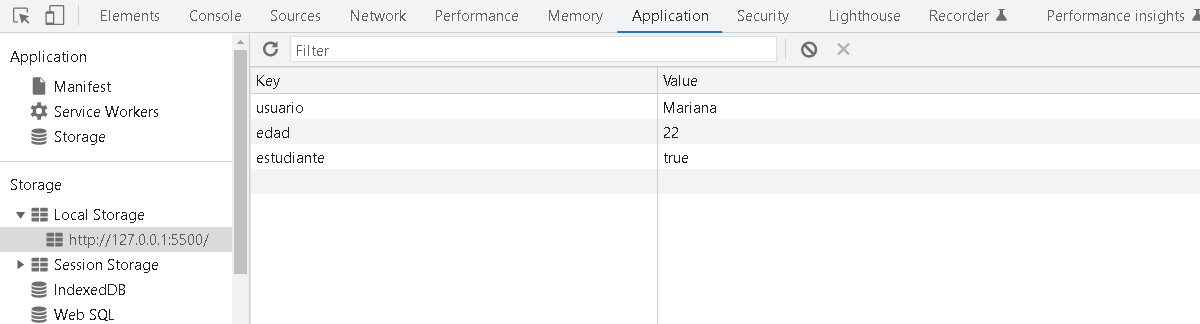 Elements Console Sources Network Performance Memory Application Security Lighthouse Recorder Performance insights
Application
Manifest
Service Workers
Storage
Storage
Local Storage
http://127.0.0.1:5500/
Session Storage
IndexedDB
Web SQL
Filter
Key Value
usuario Mariana
edad 22
estudiante true